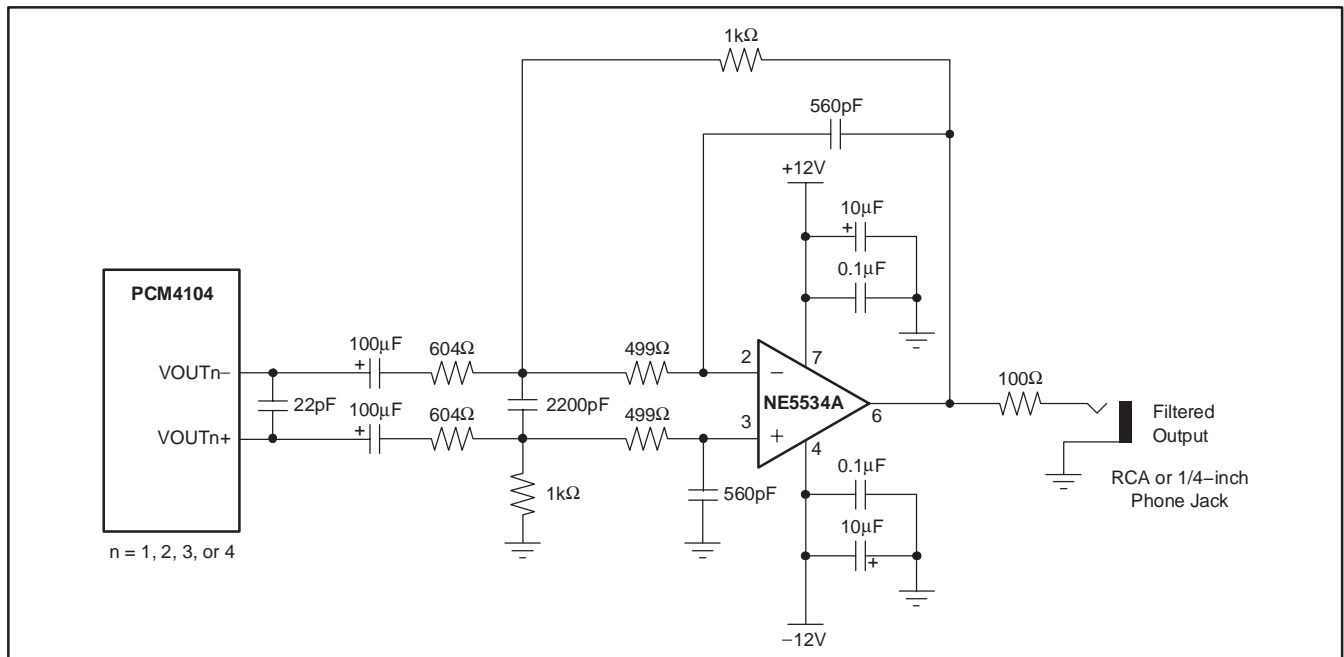 1kΩ
560pF
+12V
10µF
+
0.1µF
PCM4104
100µF
+
604Ω
499Ω
2
7
VOUTn−
−
NE5534A
100Ω
22pF
2200pF
6
Filtered
Output
100µF
+
604Ω
499Ω
3
VOUTn+
+
4
0.1µF
RCA or 1/4−inch
Phone Jack
1kΩ
560pF
10µF
+
n = 1, 2, 3, or 4
−12V